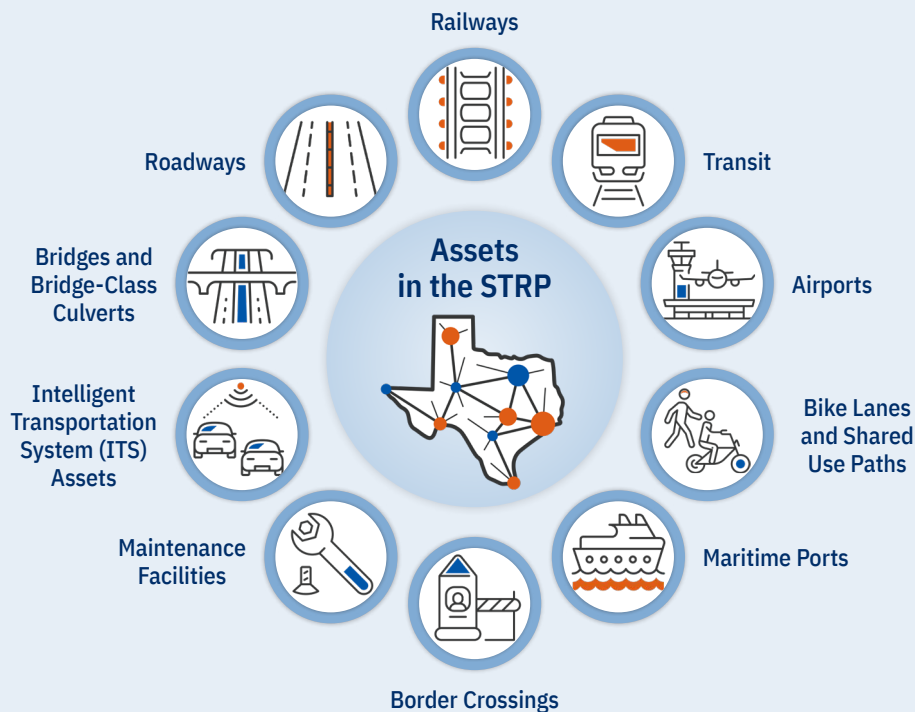 Railways
Transit
Airports
Bike Lanes
and Shared
Use Paths
Maritime Ports
Border Crossings
Maintenance
Facilities
Intelligent
Transportation
System (ITS)
Assets
Bridges and
Bridge-Class
Culverts
Roadways
Assets
in the STRP